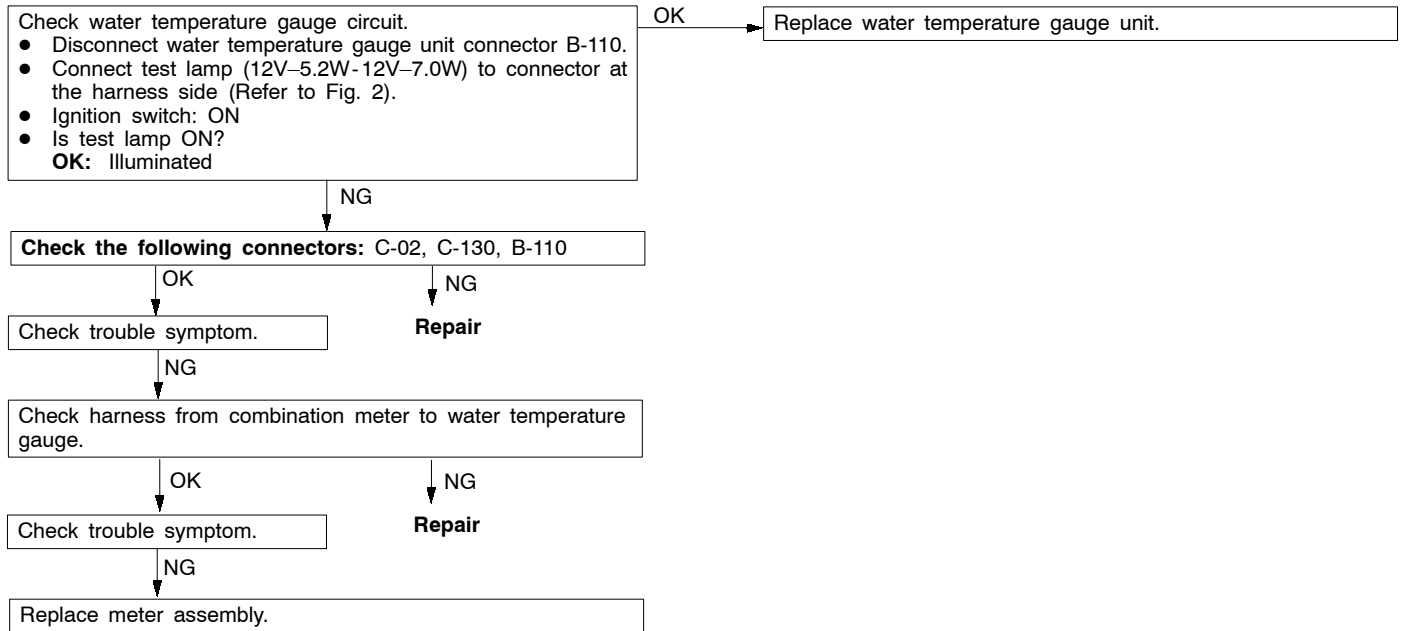 Check water temperature gauge circuit.
● Disconnect water temperature gauge unit connector B-110.
● Connect test lamp (12V–5.2W-12V–7.0W) to connector at
the harness side (Refer to Fig. 2).
● Ignition switch: ON
● Is test lamp ON?
OK: Illuminated
OK
Replace water temperature gauge unit.
NG
Check the following connectors: C-02, C-130, B-110
OK
NG
Check trouble symptom.
Repair
NG
Check harness from combination meter to water temperature
gauge.
OK
NG
Check trouble symptom.
Repair
NG
Replace meter assembly.